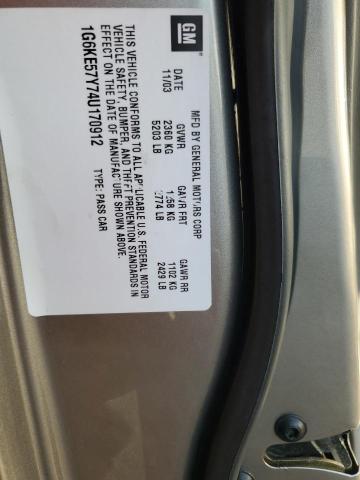 GM
MFD BY GENERAL MOTORS CORP
DATE GVWR GAWR FRT GAWR RR
11/03 2360 KG 1258 KG 1102 KG
5203 LB 2774 LB 2429 LB
THIS VEHICLE CONFORMS TO ALL APPLICABLE U.S. FEDERAL MOTOR
VEHICLE SAFETY, BUMPER, AND THEFT PREVENTION STANDARDS IN
EFFECT ON THE DATE OF MANUFACTURE SHOWN ABOVE.
1G6KE57Y74U170912 TYPE: PASS CAR